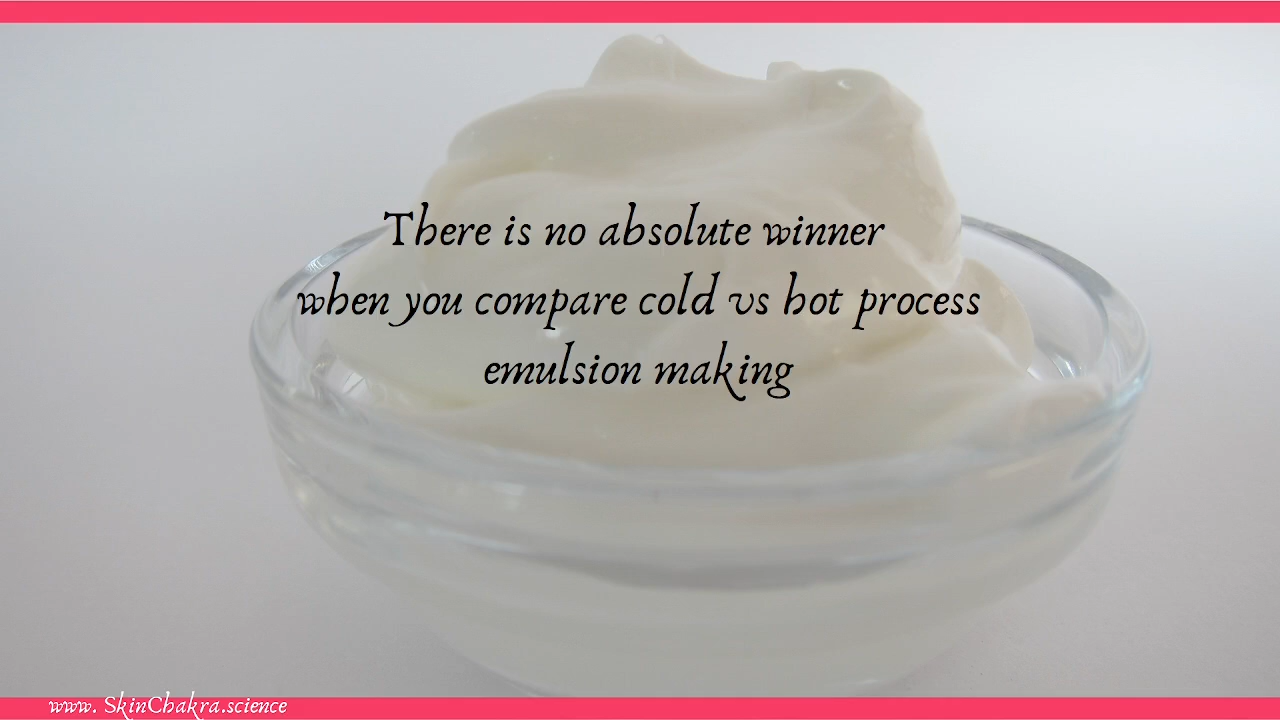 There is no absolute winner
when you compare cold vs hot process
emulsion making
www. SkinChakra.science